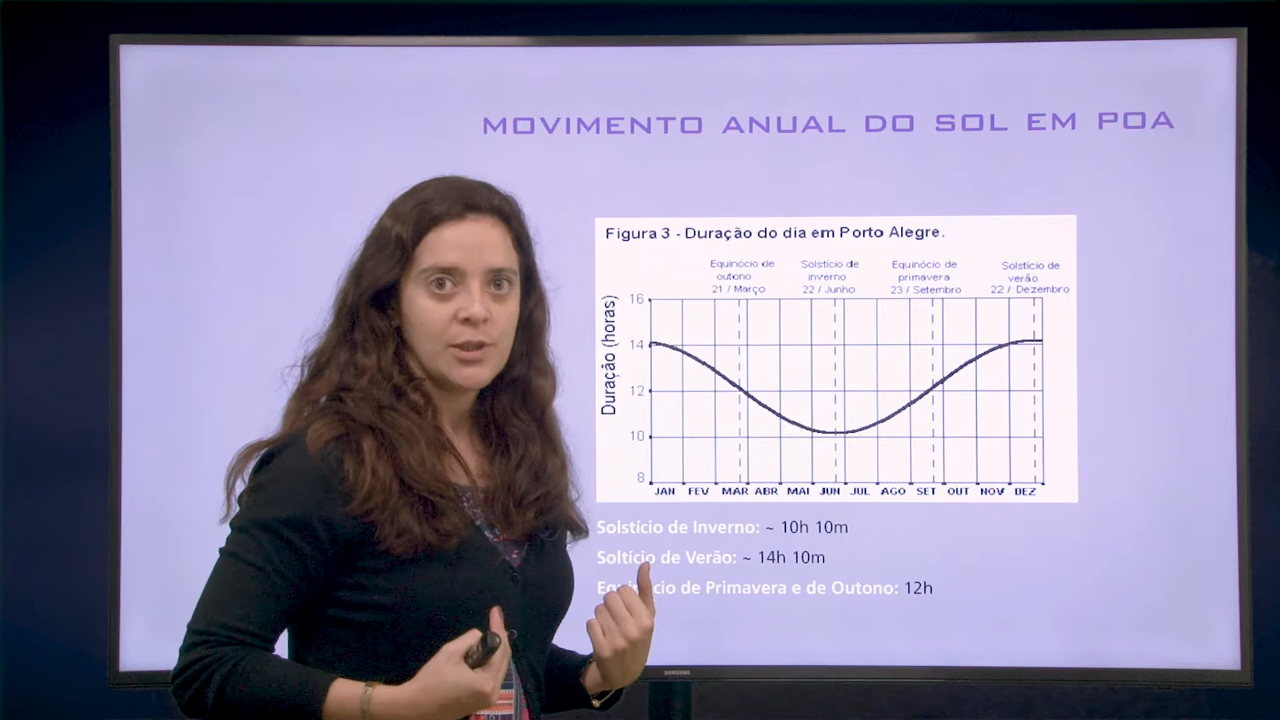 MOVIMENTO ANUAL DO SOL EM POA
Figura 3 - Duração do dia em Porto Alegre.
Equinócio de
outono
21 / Março
Solstício de
inverno
22 / Junho
Equinócio de
primavera
23 / Setembro
Solstício de
verão
22 / Dezembro
Duração (horas)
16
14
12
10
8
JAN FEV MAR ABR MAI JUN JUL AGO SET OUT NOV DEZ
Solstício de Inverno: ~ 10h 10m
Soltício de Verão: ~ 14h 10m
Equinócio de Primavera e de Outono: 12h
SAMSUNG